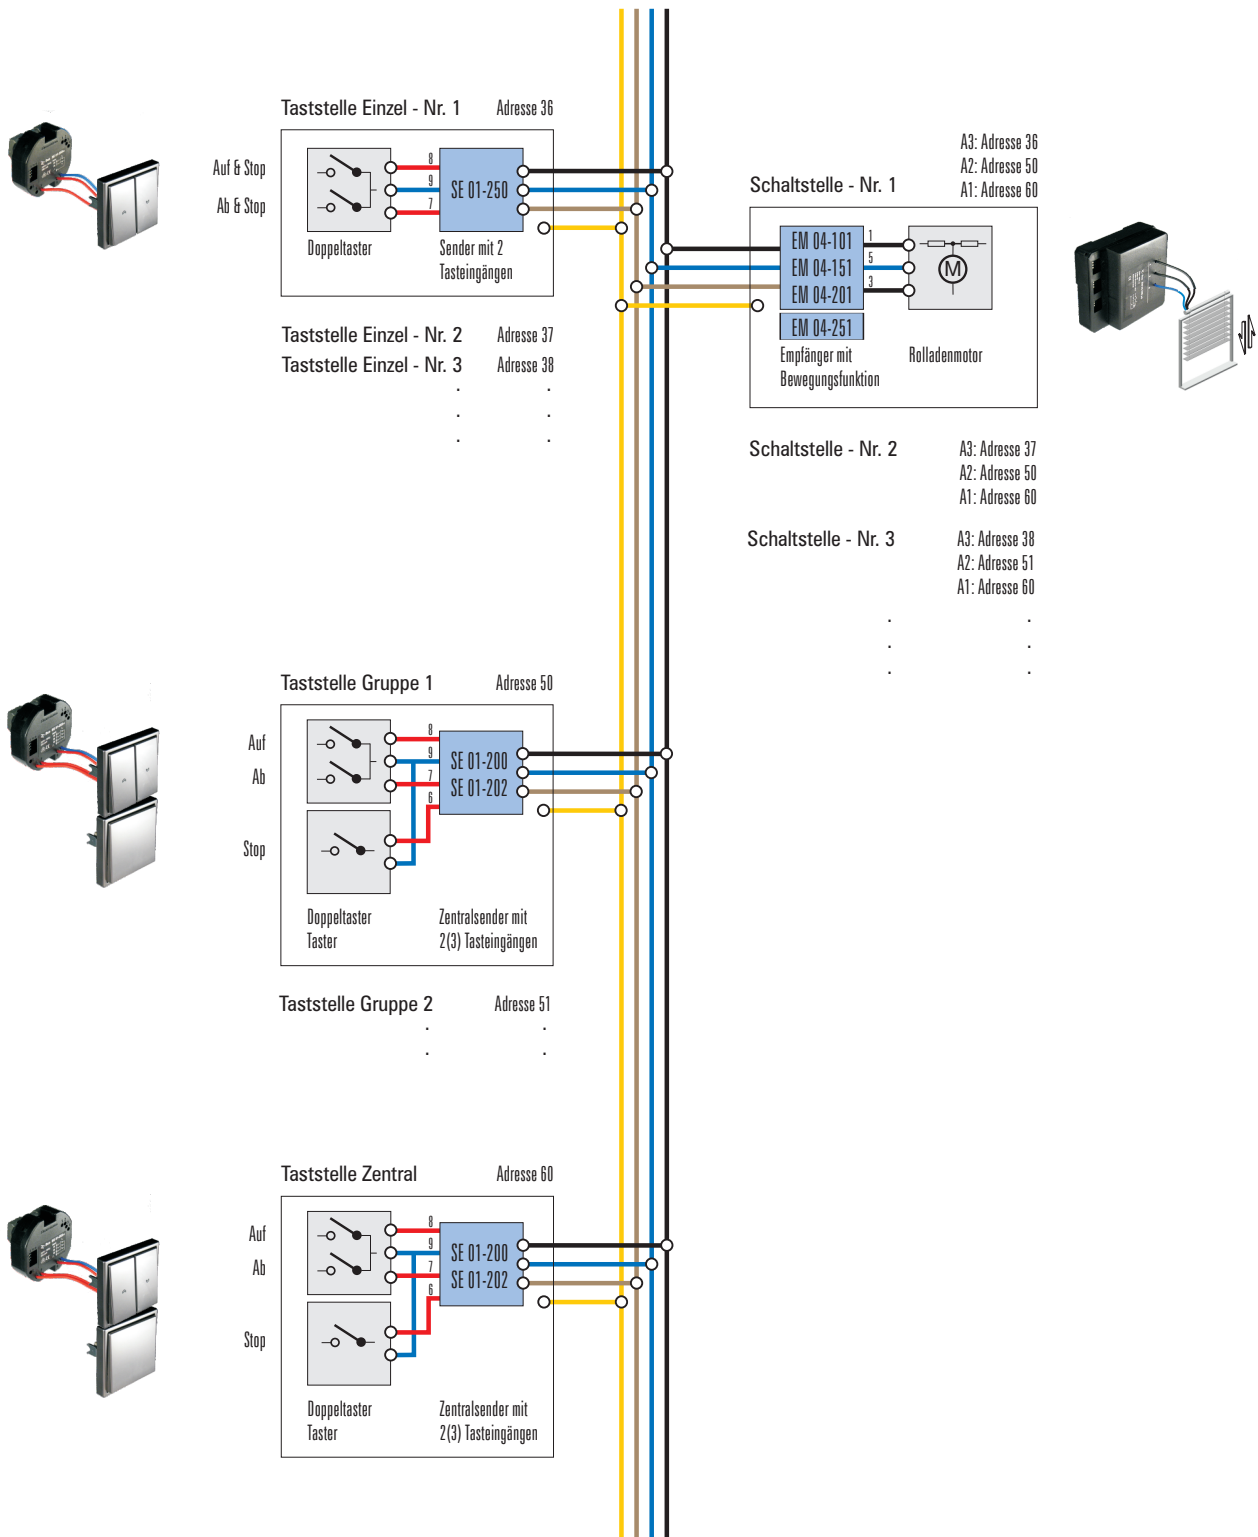 Taststelle Einzel - Nr. 1 Adresse 36
Auf & Stop
Ab & Stop
8
9
7
SE 01-250
Doppeltaster
Sender mit 2
Tasteingängen
Taststelle Einzel - Nr. 2 Adresse 37
Taststelle Einzel - Nr. 3 Adresse 38
. .
. .
. .
A3: Adresse 36
A2: Adresse 50
Schaltstelle - Nr. 1 A1: Adresse 60
EM 04-101
EM 04-151
EM 04-201
EM 04-251
1
5
3
M
Empfänger mit
Bewegungsfunktion
Rolladenmotor
Schaltstelle - Nr. 2 A3: Adresse 37
A2: Adresse 50
A1: Adresse 60
Schaltstelle - Nr. 3 A3: Adresse 38
A2: Adresse 51
A1: Adresse 60
. .
. .
. .
Taststelle Gruppe 1 Adresse 50
Auf
Ab
Stop
8
9
7
6
SE 01-200
SE 01-202
Doppeltaster
Taster
Zentralsender mit
2(3) Tasteingängen
Taststelle Gruppe 2 Adresse 51
. .
. .
Taststelle Zentral Adresse 60
Auf
Ab
Stop
8
9
7
6
SE 01-200
SE 01-202
Doppeltaster
Taster
Zentralsender mit
2(3) Tasteingängen